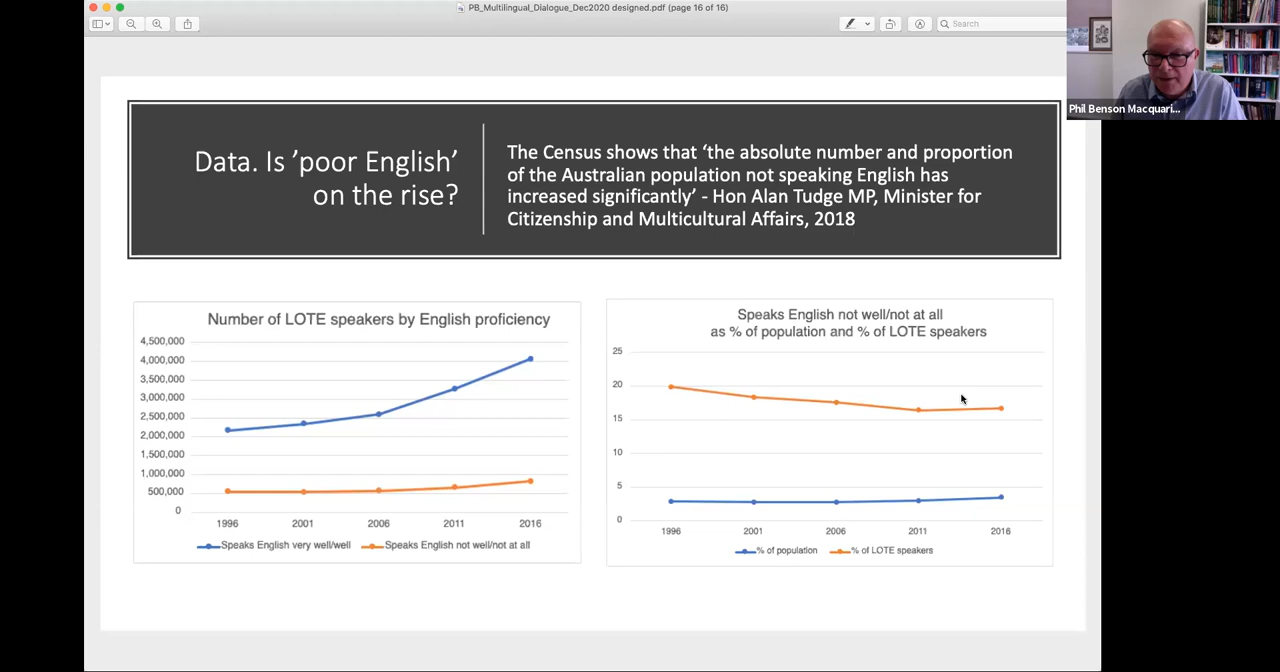 PB_Multilingual_Dialogue_Dec2020 designed.pdf (page 16 of 16)
Search
Phil Benson Macquari...
Data. Is ’poor English’
on the rise?
The Census shows that ‘the absolute number and proportion
of the Australian population not speaking English has
increased significantly’ - Hon Alan Tudge MP, Minister for
Citizenship and Multicultural Affairs, 2018
Number of LOTE speakers by English proficiency
4,500,000
4,000,000
3,500,000
3,000,000
2,500,000
2,000,000
1,500,000
1,000,000
500,000
0
1996 2001 2006 2011 2016
Speaks English very well/well Speaks English not well/not at all
Speaks English not well/not at all
as % of population and % of LOTE speakers
25
20
15
10
5
0
1996 2001 2006 2011 2016
% of population % of LOTE speakers